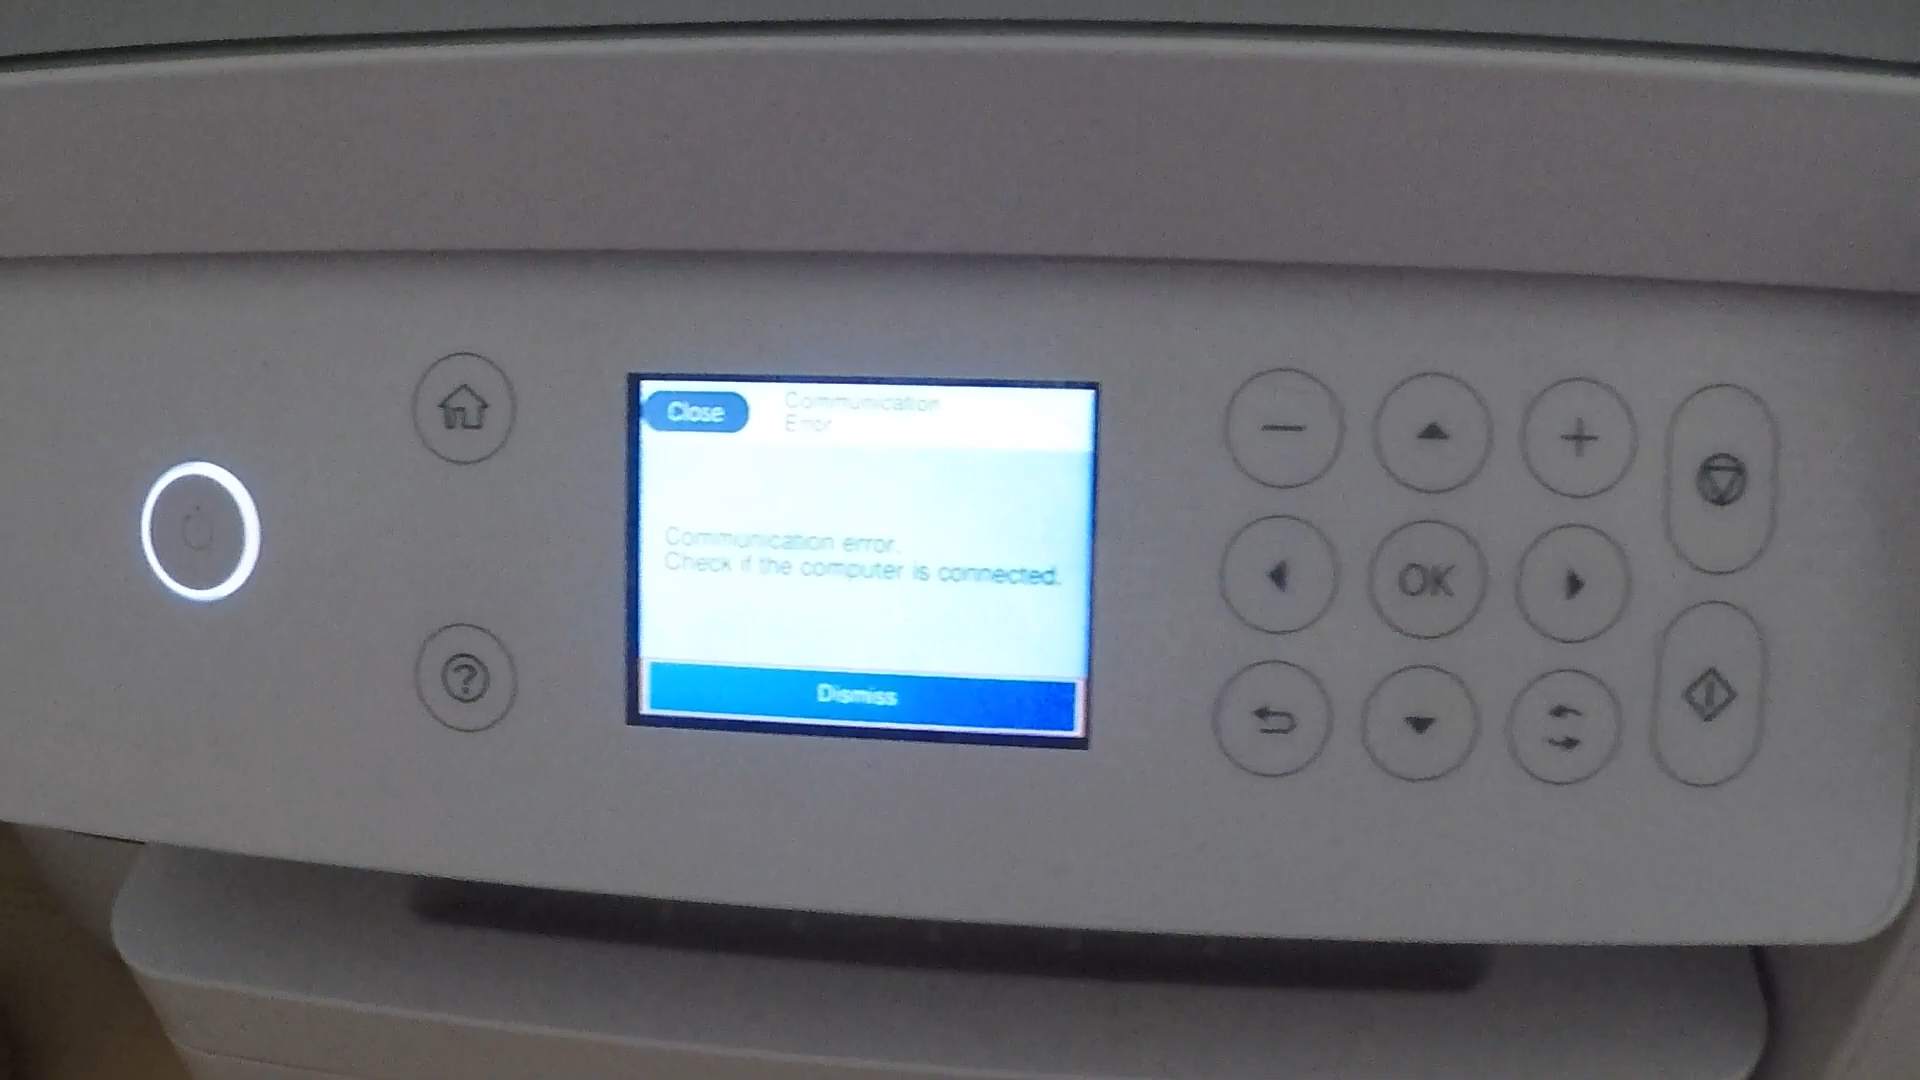 Close
Communication
Error
Communication error.
Check if the computer is connected.
Dismiss
OK
?